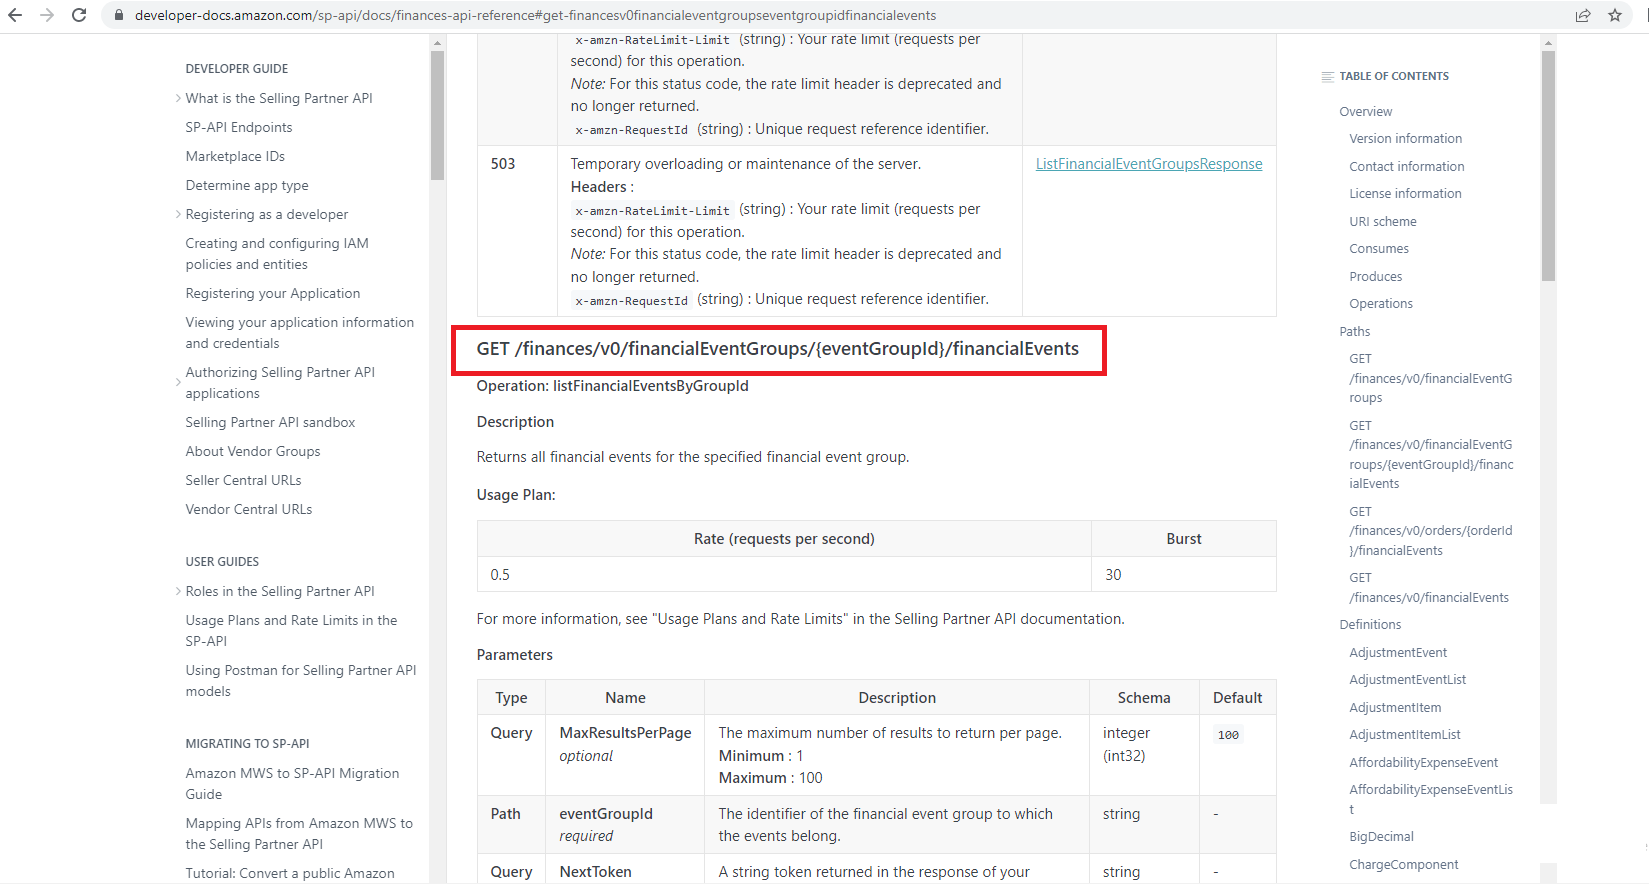 developer-docs.amazon.com/sp-api/docs/finances-api-reference#get-financesv0financialeventgroupseventgroupidfinancialevents
DEVELOPER GUIDE
What is the Selling Partner API
SP-API Endpoints
Marketplace IDs
Determine app type
Registering as a developer
Creating and configuring IAM
policies and entities
Registering your Application
Viewing your application information
and credentials
Authorizing Selling Partner API
applications
Selling Partner API sandbox
About Vendor Groups
Seller Central URLs
Vendor Central URLs
USER GUIDES
Roles in the Selling Partner API
Usage Plans and Rate Limits in the
SP-API
Using Postman for Selling Partner API
models
MIGRATING TO SP-API
Amazon MWS to SP-API Migration
Guide
Mapping APIs from Amazon MWS to
the Selling Partner API
Tutorial: Convert a public Amazon
x-amzn-RateLimit-Limit (string) : Your rate limit (requests per
second) for this operation.
Note: For this status code, the rate limit header is deprecated and
no longer returned.
x-amzn-RequestId (string) : Unique request reference identifier.
503
Temporary overloading or maintenance of the server.
Headers :
x-amzn-RateLimit-Limit (string) : Your rate limit (requests per
second) for this operation.
Note: For this status code, the rate limit header is deprecated and
no longer returned.
x-amzn-RequestId (string) : Unique request reference identifier.
ListFinancialEventGroupsResponse
GET /finances/v0/financialEventGroups/{eventGroupId}/financialEvents
Operation: listFinancialEventsByGroupId
Description
Returns all financial events for the specified financial event group.
Usage Plan:
Rate (requests per second) Burst
0.5 30
For more information, see "Usage Plans and Rate Limits" in the Selling Partner API documentation.
Parameters
Type Name Description Schema Default
Query MaxResultsPerPage The maximum number of results to return per page. integer 100
optional Minimum : 1 (int32)
Maximum : 100
Path eventGroupId The identifier of the financial event group to which string -
required the events belong.
Query NextToken A string token returned in the response of your string -
TABLE OF CONTENTS
Overview
Version information
Contact information
License information
URI scheme
Consumes
Produces
Operations
Paths
GET
/finances/v0/financialEventG
roups
GET
/finances/v0/financialEventG
roups/{eventGroupId}/financ
ialEvents
GET
/finances/v0/orders/{orderId
}/financialEvents
GET
/finances/v0/financialEvents
Definitions
AdjustmentEvent
AdjustmentEventList
AdjustmentItem
AdjustmentItemList
AffordabilityExpenseEvent
AffordabilityExpenseEventLis
t
BigDecimal
ChargeComponent